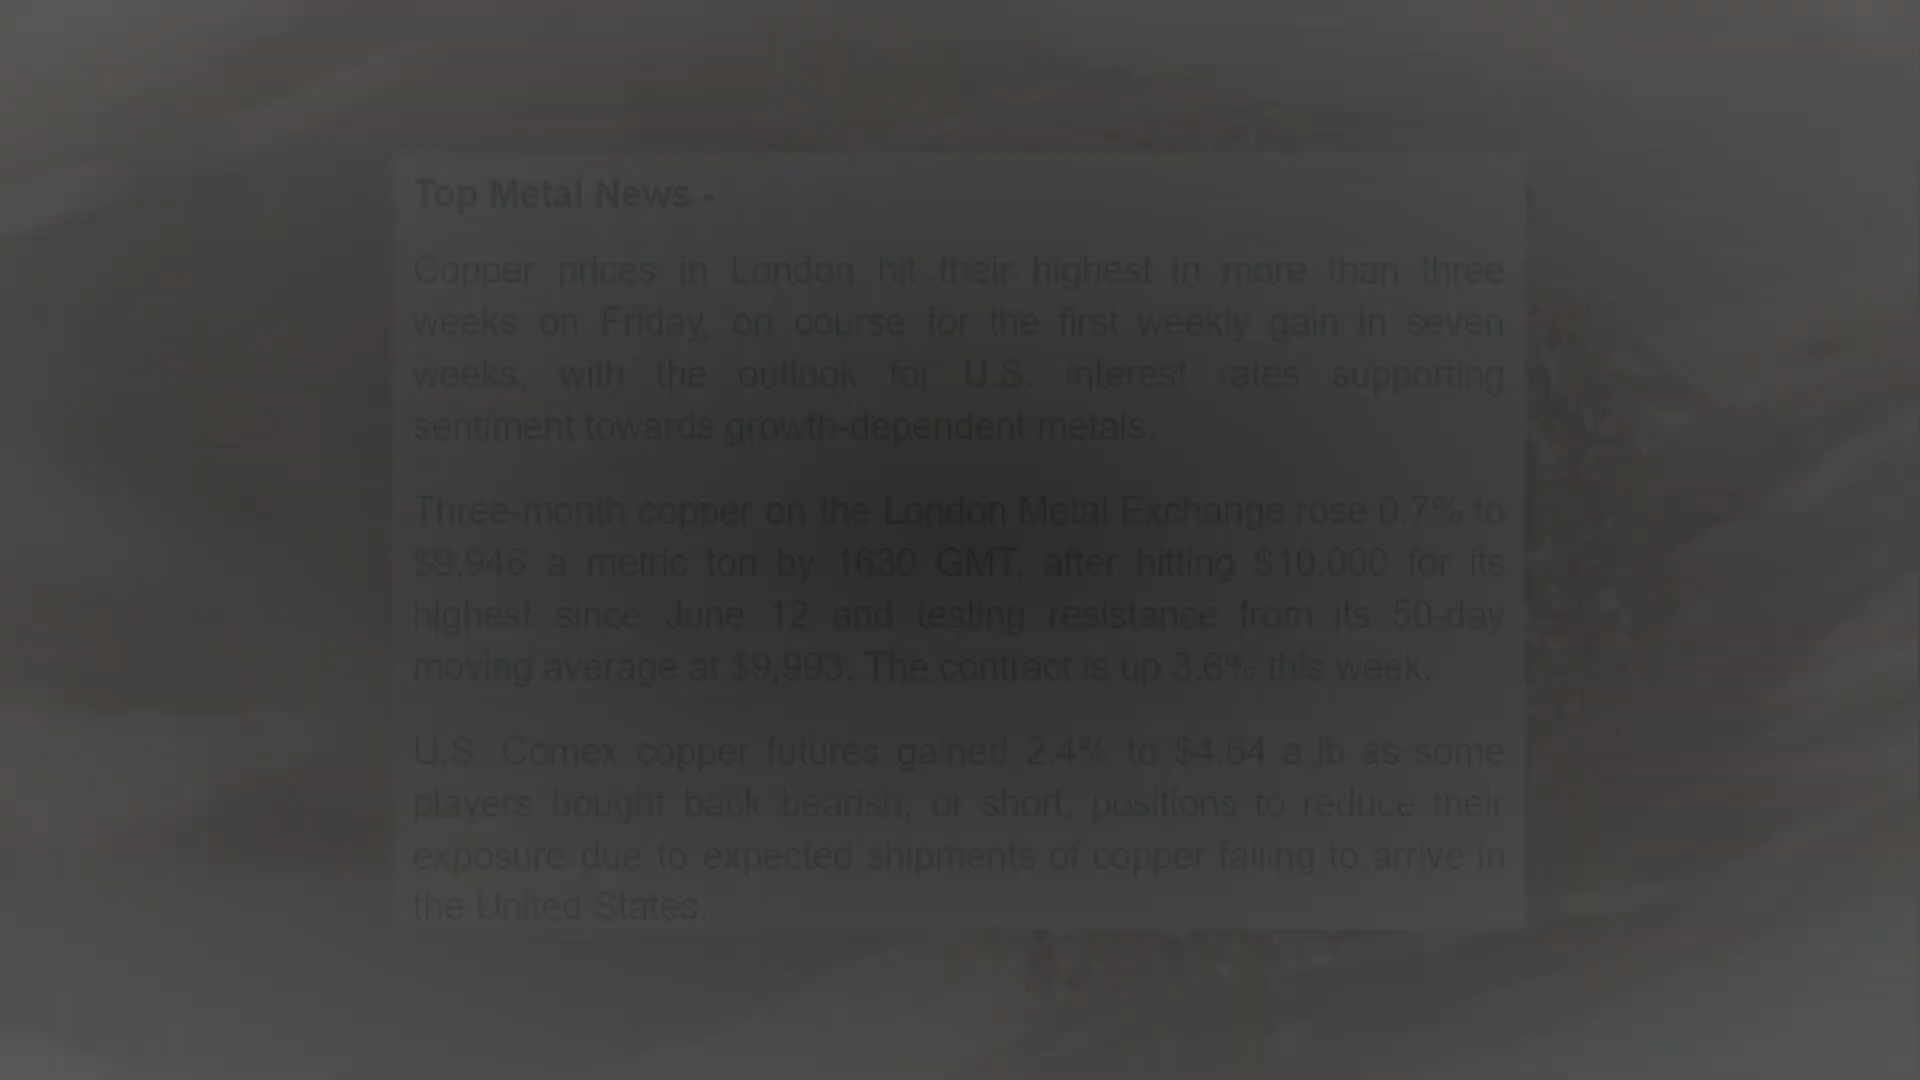 Top Metal News -
Copper prices in London hit their highest in more than three
weeks on Friday, on course for the first weekly gain in seven
weeks, with the outlook for U.S. interest rates supporting
sentiment towards growth-dependent metals.
Three-month copper on the London Metal Exchange rose 0.7% to
$9,946 a metric ton by 1630 GMT, after hitting $10.000 for its
highest since June 12 and testing resistance from its 50-day
moving average at $9,993. The contract is up 3.6% this week.
U.S. Comex copper futures gained 2.4% to $4.64 a lb as some
players bought back bearish, or short, positions to reduce their
exposure due to expected shipments of copper failing to arrive in
the United States.